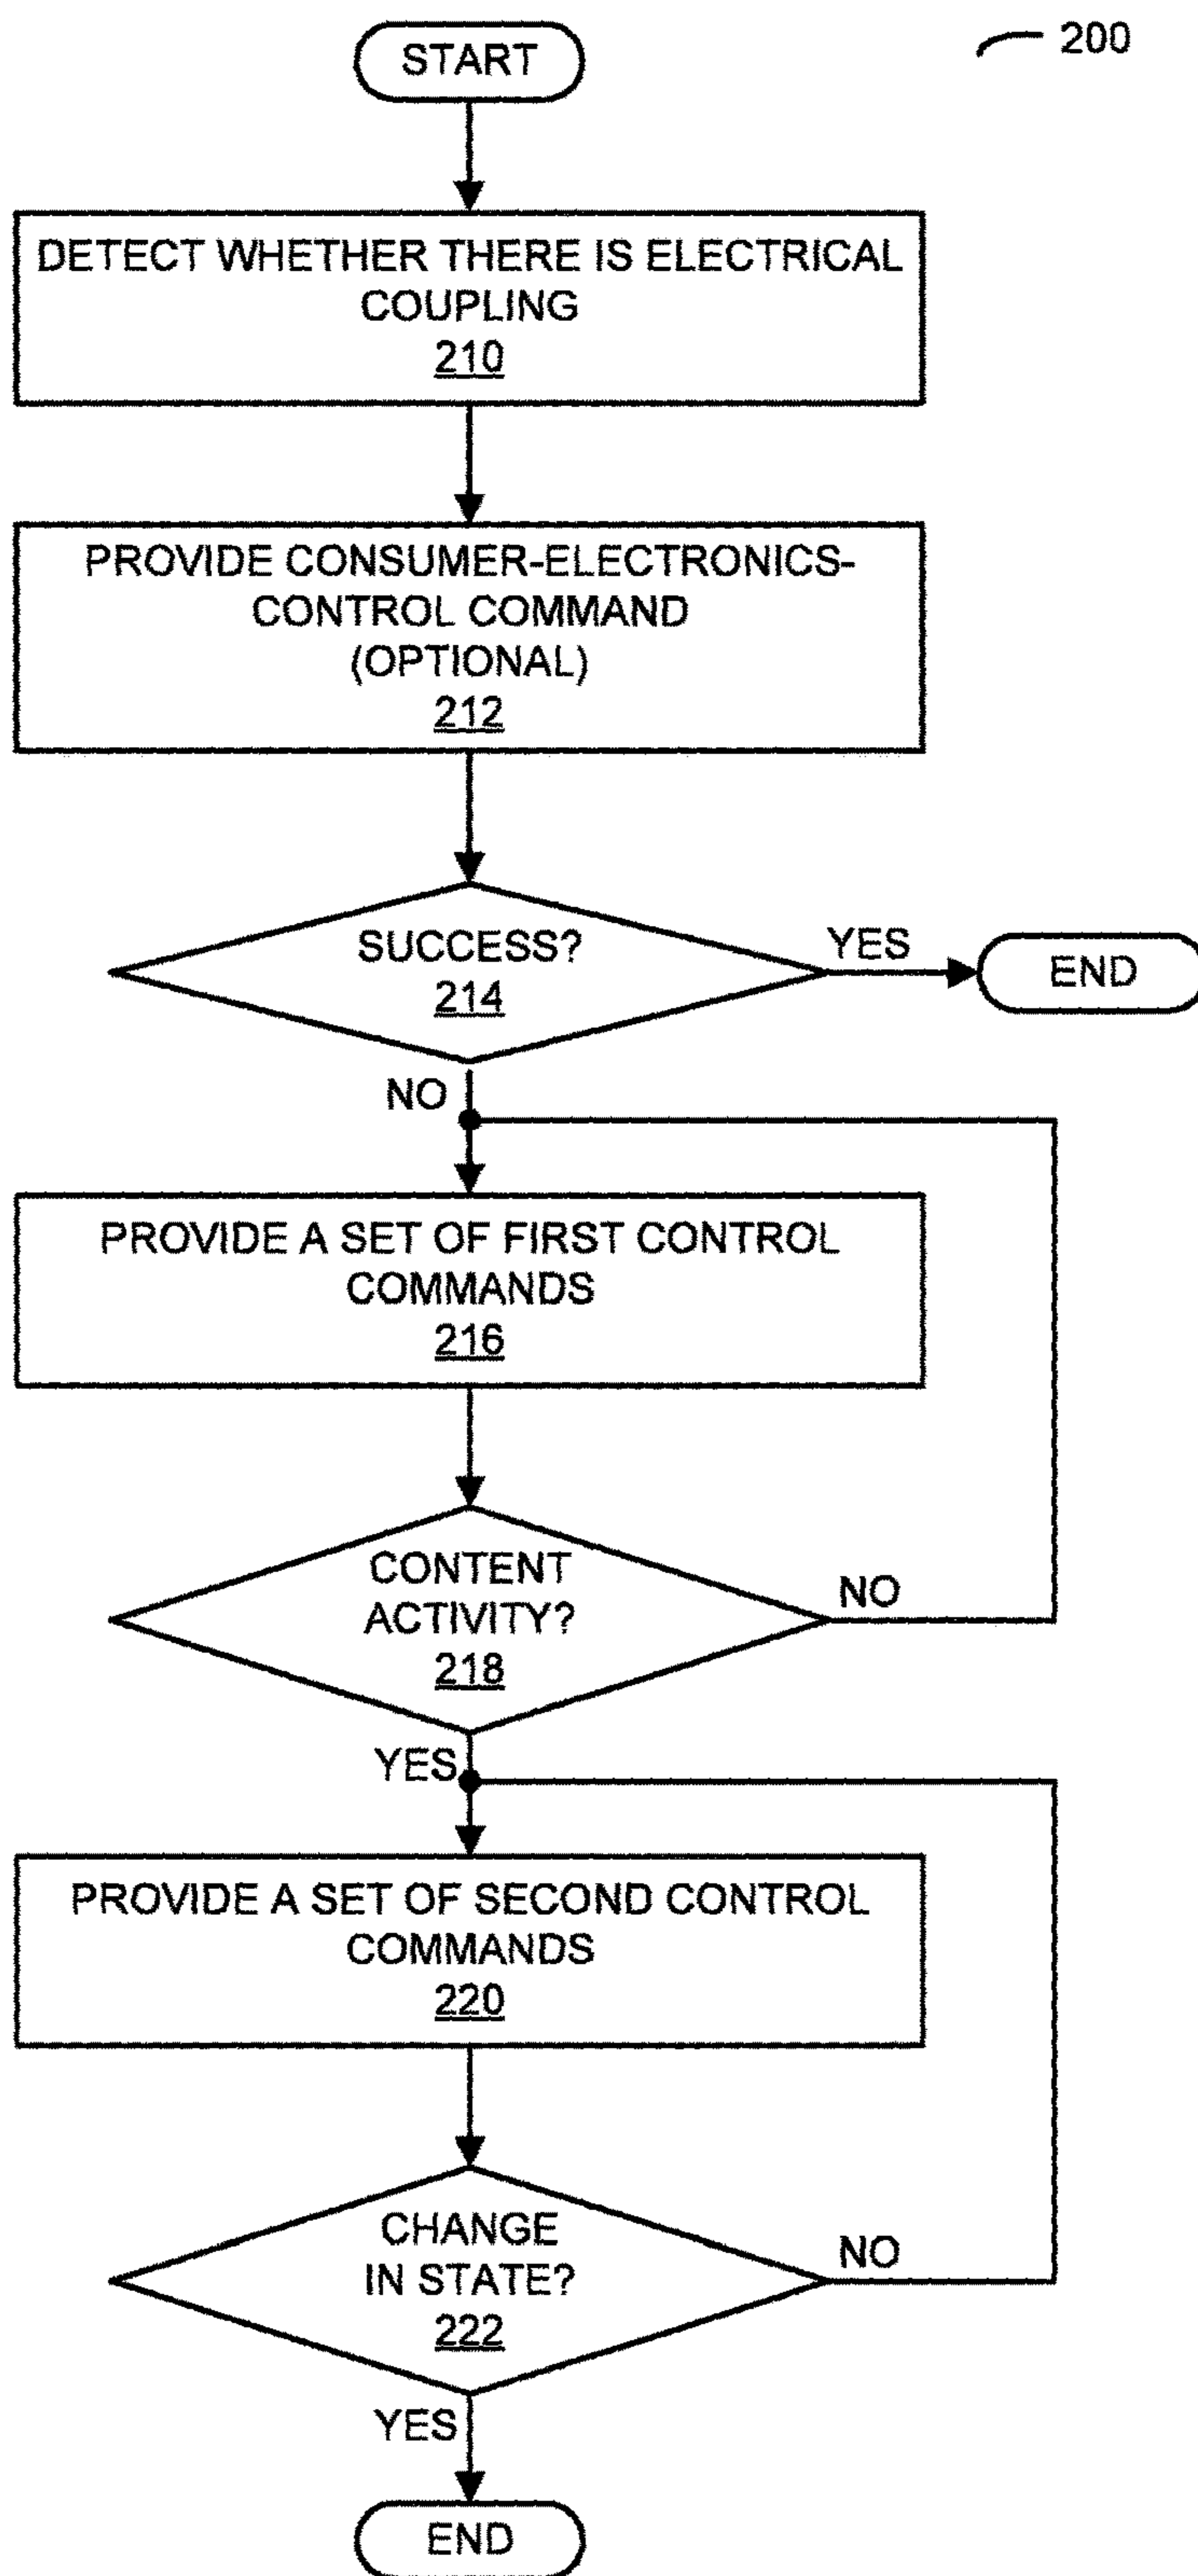 200
START
DETECT WHETHER THERE IS ELECTRICAL
COUPLING
210
PROVIDE CONSUMER-ELECTRONICS-
CONTROL COMMAND
(OPTIONAL)
212
SUCCESS?
214
YES
END
NO
PROVIDE A SET OF FIRST CONTROL
COMMANDS
216
CONTENT
ACTIVITY?
218
NO
YES
PROVIDE A SET OF SECOND CONTROL
COMMANDS
220
CHANGE
IN STATE?
222
NO
YES
END